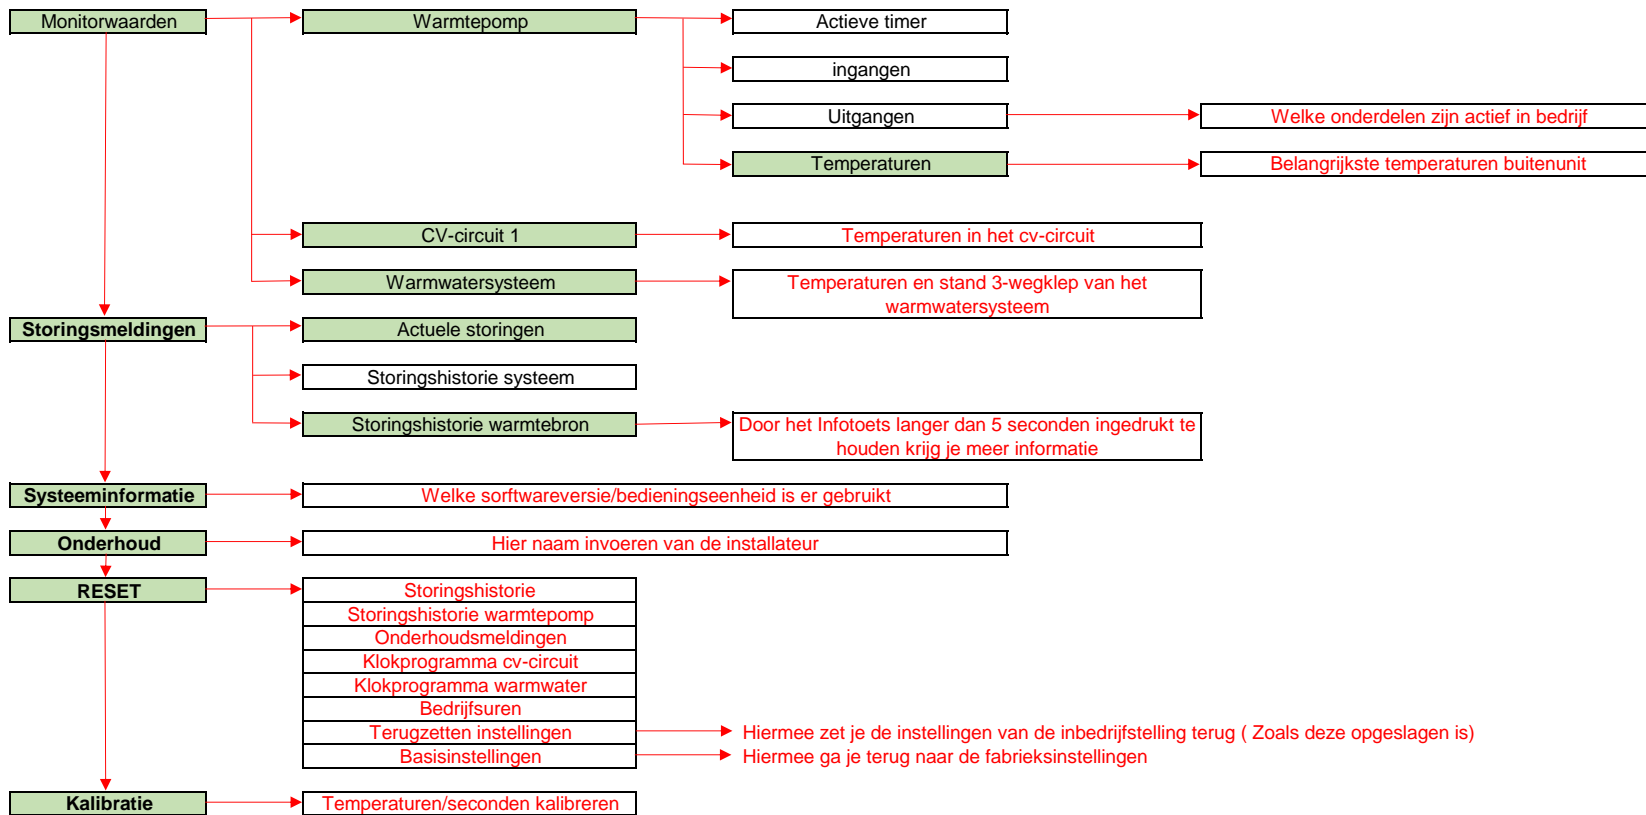 Monitorwaarden
Warmtepomp
Actieve timer
ingangen
Uitgangen
Welke onderdelen zijn actief in bedrijf
Temperaturen
Belangrijkste temperaturen buitenunit
CV-circuit 1
Temperaturen in het cv-circuit
Warmwatersysteem
Temperaturen en stand 3-wegklep van het
warmwatersysteem
Storingsmeldingen
Actuele storingen
Storingshistorie systeem
Storingshistorie warmtebron
Door het Infotoets langer dan 5 seconden ingedrukt te
houden krijg je meer informatie
Systeeminformatie
Welke sorftwareversie/bedieningseenheid is er gebruikt
Onderhoud
Hier naam invoeren van de installateur
RESET
Storingshistorie
Storingshistorie warmtepomp
Onderhoudsmeldingen
Klokprogramma cv-circuit
Klokprogramma warmwater
Bedrijfsuren
Terugzetten instellingen
Hiermee zet je de instellingen van de inbedrijfstelling terug ( Zoals deze opgeslagen is)
Basisinstellingen
Hiermee ga je terug naar de fabrieksinstellingen
Kalibratie
Temperaturen/seconden kalibreren